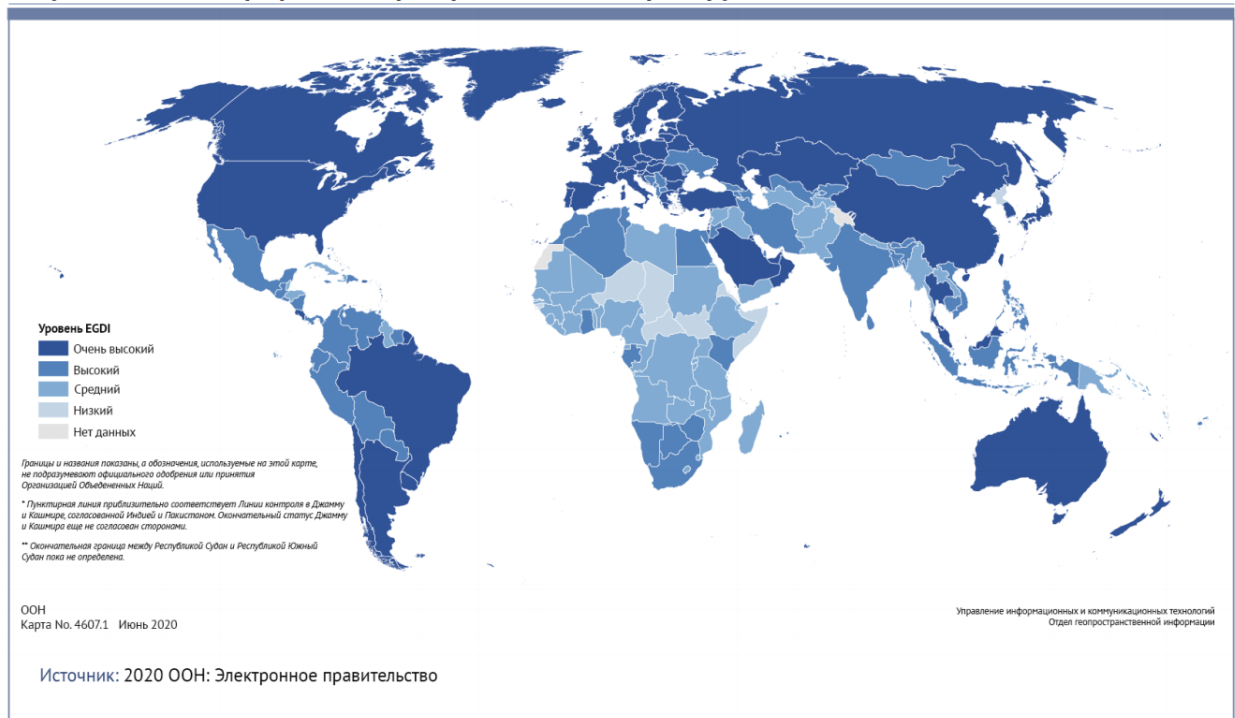 Уровень EGDI
Очень высокий
Высокий
Средний
Низкий
Нет данных
Границы и названия показаны, а обозначения, используемые на этой карте,
не подразумевают официального одобрения или принятия
Организацией Объедененных Наций.
* Пунктирная линия приблизительно соответствует Линии контроля в Джамму
и Кашмире, согласованной Индией и Пакистаном. Окончательный статус Джамму
и Кашмира еще не согласован сторонами.
** Окончательная граница между Республикой Судан и Республикой Южный
Судан пока не определена.
ООН
Карта No. 4607.1 Июнь 2020
Управление информационных и коммуникационных технологий
Отдел геопространственной информации
Источник: 2020 ООН: Электронное правительство